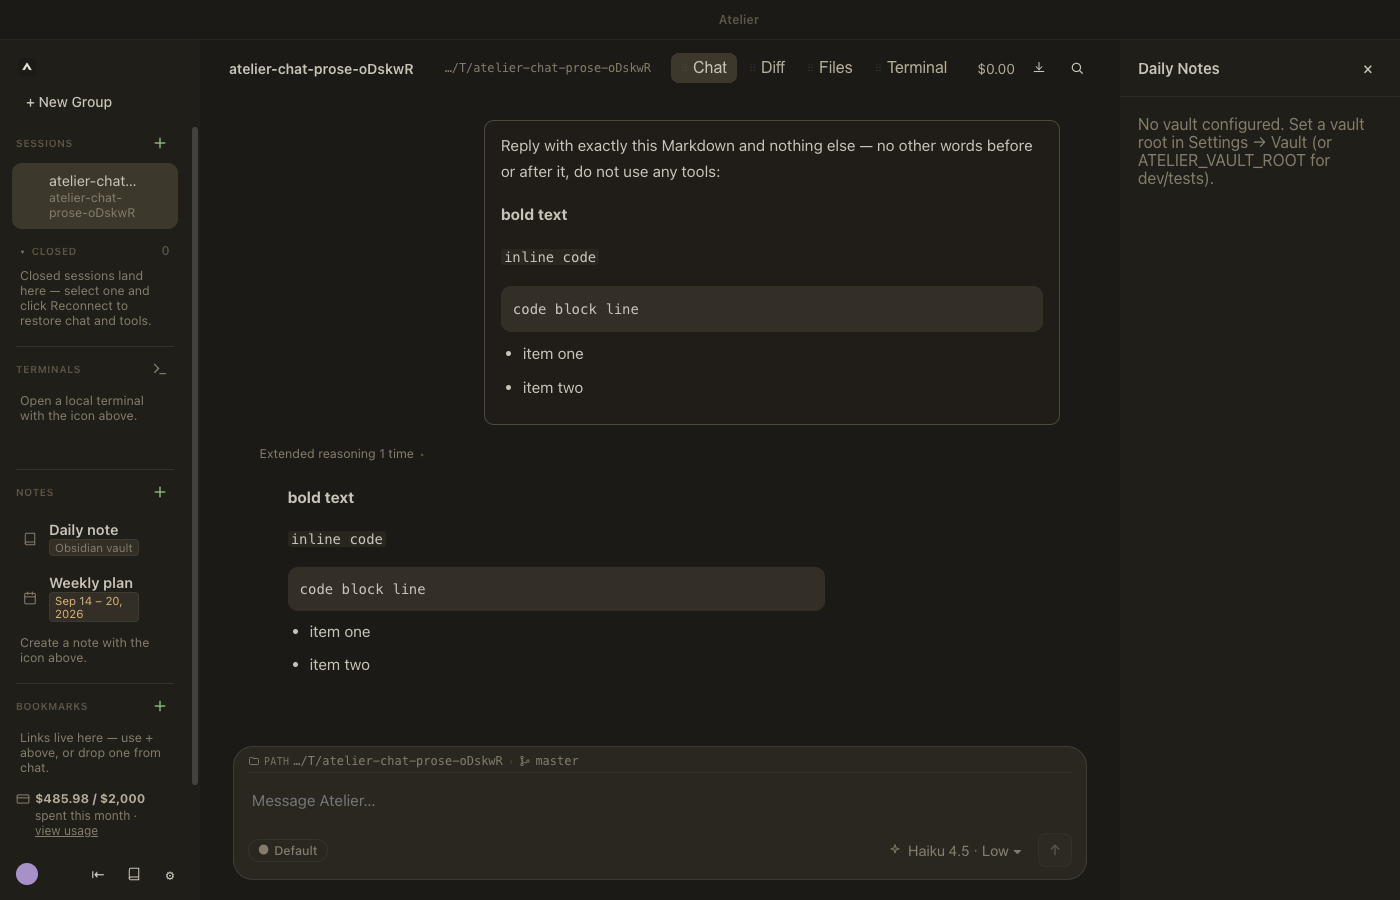 Atelier
+ New Group
SESSIONS
atelier-chat...
atelier-chat-
prose-oDskwR
CLOSED 0
Closed sessions land
here — select one and
click Reconnect to
restore chat and tools.
TERMINALS
Open a local terminal
with the icon above.
NOTES
Daily note
Obsidian vault
Weekly plan
Sep 14 – 20,
2026
Create a note with the
icon above.
BOOKMARKS
Links live here — use +
above, or drop one from
chat.
$485.98 / $2,000
spent this month ·
view usage
atelier-chat-prose-oDskwR …/T/atelier-chat-prose-oDskwR Chat Diff Files Terminal $0.00
Reply with exactly this Markdown and nothing else — no other words before
or after it, do not use any tools:
bold text
inline code
code block line
• item one
• item two
Extended reasoning 1 time
bold text
inline code
code block line
• item one
• item two
PATH …/T/atelier-chat-prose-oDskwR › master
Message Atelier...
Default
Haiku 4.5 · Low
Daily Notes ×
No vault configured. Set a vault
root in Settings → Vault (or
ATELIER_VAULT_ROOT for
dev/tests).